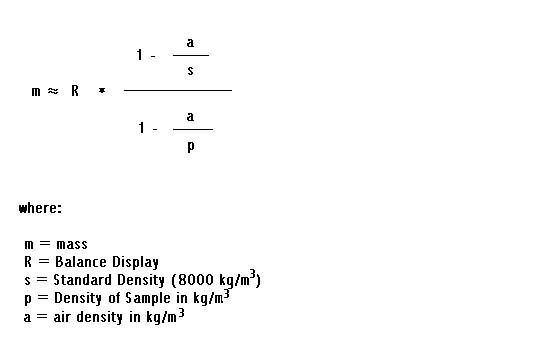 1 - a
s
m ≈ R *
1 - a
p
where:
m = mass
R = Balance Display
s = Standard Density (8000 kg/m³)
p = Density of Sample in kg/m³
a = air density in kg/m³